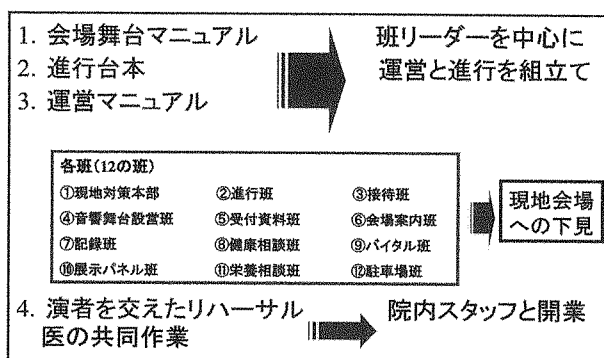 1. 会場舞台マニュアル
2. 進行台本
3. 運営マニュアル
班リーダーを中心に
運営と進行を組立て
各班(12の班)
①現地対策本部 ②進行班 ③接待班
④音響舞台設営班 ⑤受付資料班 ⑥会場案内班
⑦記録班 ⑧健康相談班 ⑨バイタル班
⑩展示パネル班 ⑪栄養相談班 ⑫駐車場班
現地会場
への下見
4. 演者を交えたリハーサル
医の共同作業
院内スタッフと開業